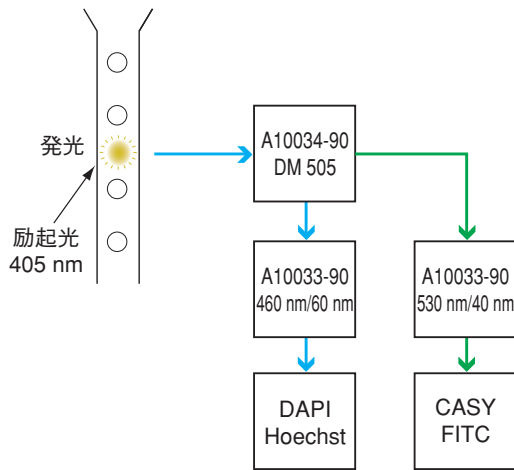 発光
励起光
405 nm
A10034-90
DM 505
A10033-90
460 nm/60 nm
A10033-90
530 nm/40 nm
DAPI
Hoechst
CASY
FITC